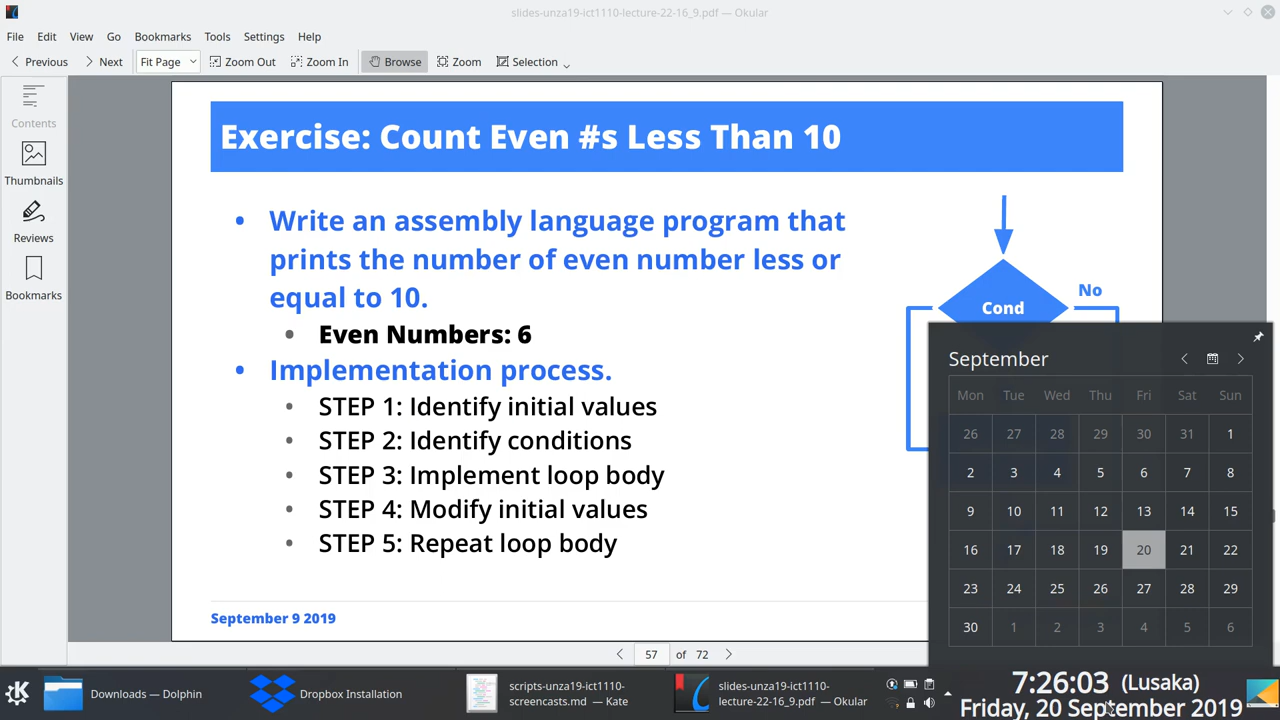 slides-unza19-ict1110-lecture-22-16_9.pdf — Okular
File Edit View Go Bookmarks Tools Settings Help
Previous Next Fit Page Zoom Out Zoom In Browse Zoom Selection
Contents
Thumbnails
Reviews
Bookmarks
Exercise: Count Even #s Less Than 10
• Write an assembly language program that
prints the number of even number less or
equal to 10.
• Even Numbers: 6
• Implementation process.
• STEP 1: Identify initial values
• STEP 2: Identify conditions
• STEP 3: Implement loop body
• STEP 4: Modify initial values
• STEP 5: Repeat loop body
No
Cond
September 9 2019
September
Mon Tue Wed Thu Fri Sat Sun
26 27 28 29 30 31 1
2 3 4 5 6 7 8
9 10 11 12 13 14 15
16 17 18 19 20 21 22
23 24 25 26 27 28 29
30 1 2 3 4 5 6
57 of 72
Downloads — Dolphin
Dropbox Installation
scripts-unza19-ict1110-
screencasts.md — Kate
slides-unza19-ict1110-
lecture-22-16_9.pdf — Okular
7:26:03 (Lusaka)
Friday, 20 September 2019